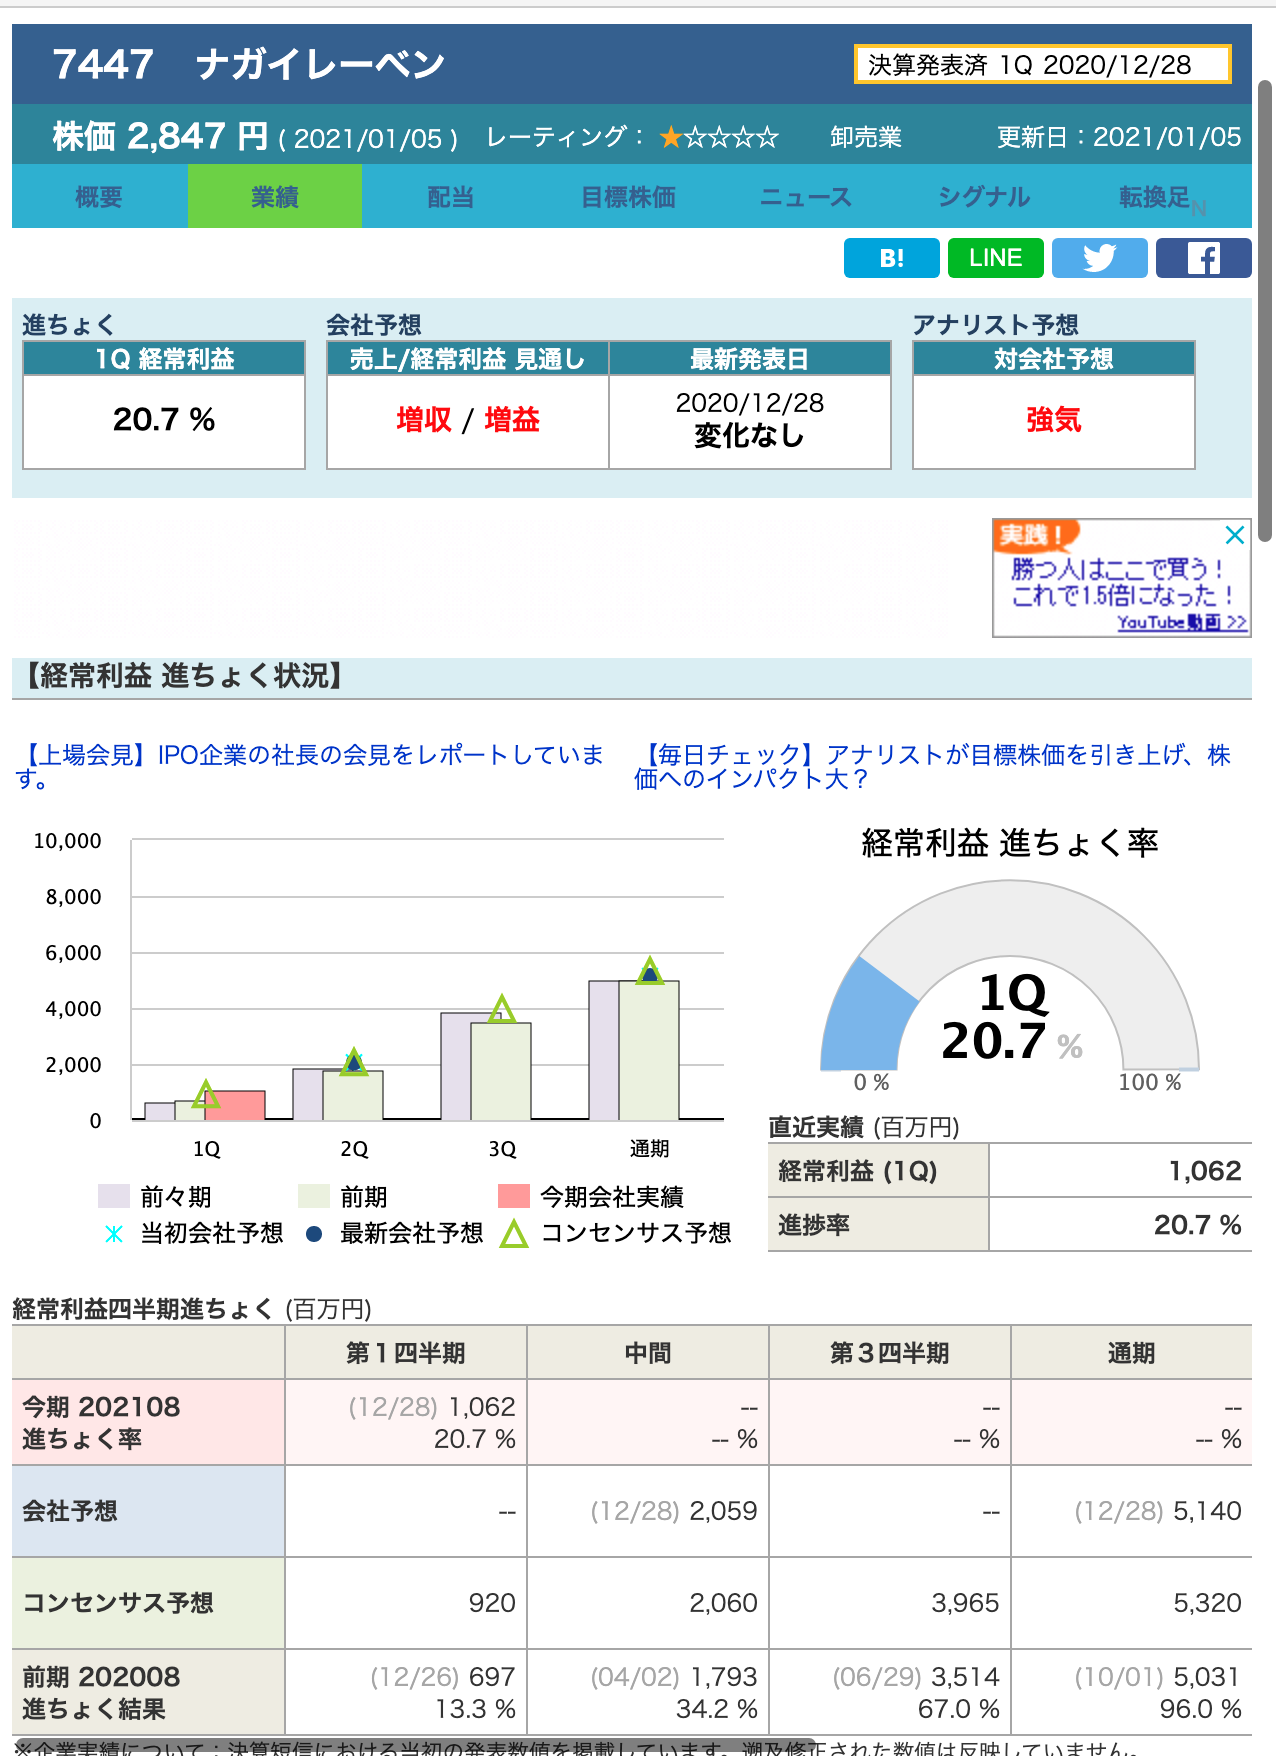 7447　ナガイレーベン
決算発表済 1Q 2020/12/28
株価 2,847 円 ( 2021/01/05 ) レーティング： ★☆☆☆☆ 卸売業 更新日：2021/01/05
概要 業績 配当 目標株価 ニュース シグナル 転換足N
B! LINE
進ちょく 会社予想 アナリスト予想
1Q 経常利益 売上/経常利益 見通し 最新発表日 対会社予想
20.7 % 増収 / 増益 2020/12/28 強気
変化なし
実践！
勝つ人はここで買う！
これで1.5倍になった！
YouTube動画 >>
【経常利益 進ちょく状況】
【上場会見】IPO企業の社長の会見をレポートしています。
【毎日チェック】アナリストが目標株価を引き上げ、株価へのインパクト大？
10,000
8,000
6,000
4,000
2,000
0
1Q 2Q 3Q 通期
前々期 前期 今期会社実績
当初会社予想 最新会社予想 コンセンサス予想
経常利益 進ちょく率
1Q
20.7 %
0 % 100 %
直近実績 (百万円)
経常利益 (1Q) 1,062
進捗率 20.7 %
経常利益四半期進ちょく (百万円)
第１四半期 中間 第３四半期 通期
今期 202108 (12/28) 1,062 -- -- --
進ちょく率 20.7 % -- % -- % -- %
会社予想 -- (12/28) 2,059 -- (12/28) 5,140
コンセンサス予想 920 2,060 3,965 5,320
前期 202008 (12/26) 697 (04/02) 1,793 (06/29) 3,514 (10/01) 5,031
進ちょく結果 13.3 % 34.2 % 67.0 % 96.0 %
※企業実績について：決算短信における当初の発表数値を掲載しています。遡及修正された数値は反映していません。